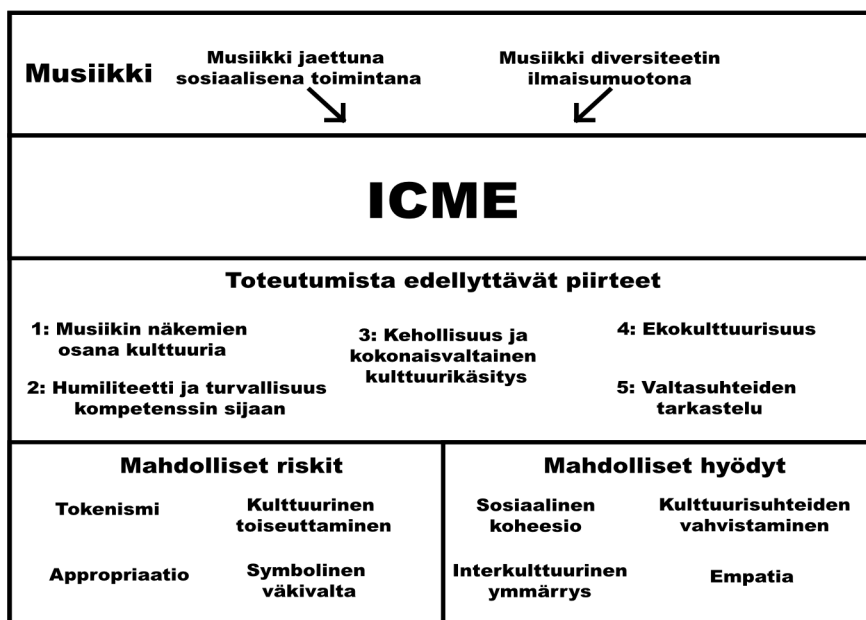 Musiikki
Musiikki jaettuna
sosiaalisena toimintana
Musiikki diversiteetin
ilmaisumuotona
ICME
Toteutumista edellyttävät piirteet
1: Musiikin näkemien
osana kulttuuria
2: Humiliteetti ja turvallisuus
kompetenssin sijaan
3: Kehollisuus ja
kokonaisvaltainen
kulttuurikäsitys
4: Ekokulttuurisuus
5: Valtasuhteiden
tarkastelu
Mahdolliset riskit
Tokenismi
Kulttuurinen
toiseuttaminen
Appropriaatio
Symbolinen
väkivalta
Mahdolliset hyödyt
Sosiaalinen
koheesio
Kulttuurisuhteiden
vahvistaminen
Interkulttuurinen
ymmärrys
Empatia